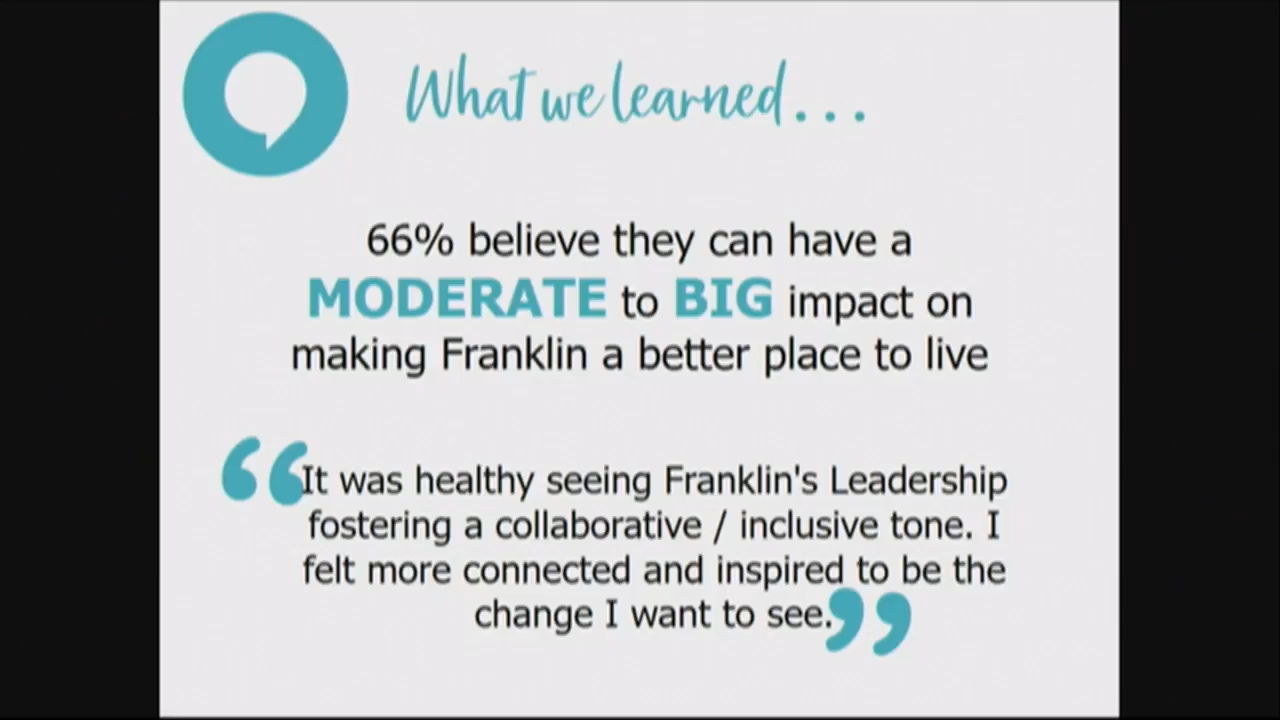 What we learned...
66% believe they can have a
MODERATE to BIG impact on
making Franklin a better place to live
“It was healthy seeing Franklin's Leadership
fostering a collaborative / inclusive tone. I
felt more connected and inspired to be the
change I want to see.”